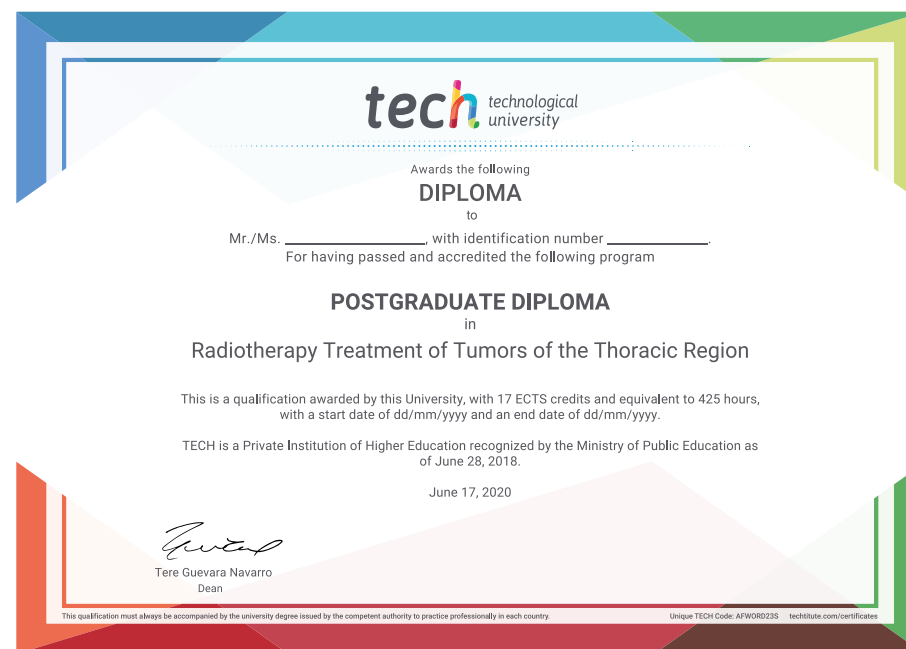 tech technological
university
Awards the following
DIPLOMA
to
Mr./Ms. ____________________, with identification number ______________.
For having passed and accredited the following program
POSTGRADUATE DIPLOMA
in
Radiotherapy Treatment of Tumors of the Thoracic Region
This is a qualification awarded by this University, with 17 ECTS credits and equivalent to 425 hours,
with a start date of dd/mm/yyyy and an end date of dd/mm/yyyy.
TECH is a Private Institution of Higher Education recognized by the Ministry of Public Education as
of June 28, 2018.
June 17, 2020
Tere Guevara Navarro
Dean
This qualification must always be accompanied by the university degree issued by the competent authority to practice professionally in each country. Unique TECH Code: AFWORD23S techtitute.com/certificates